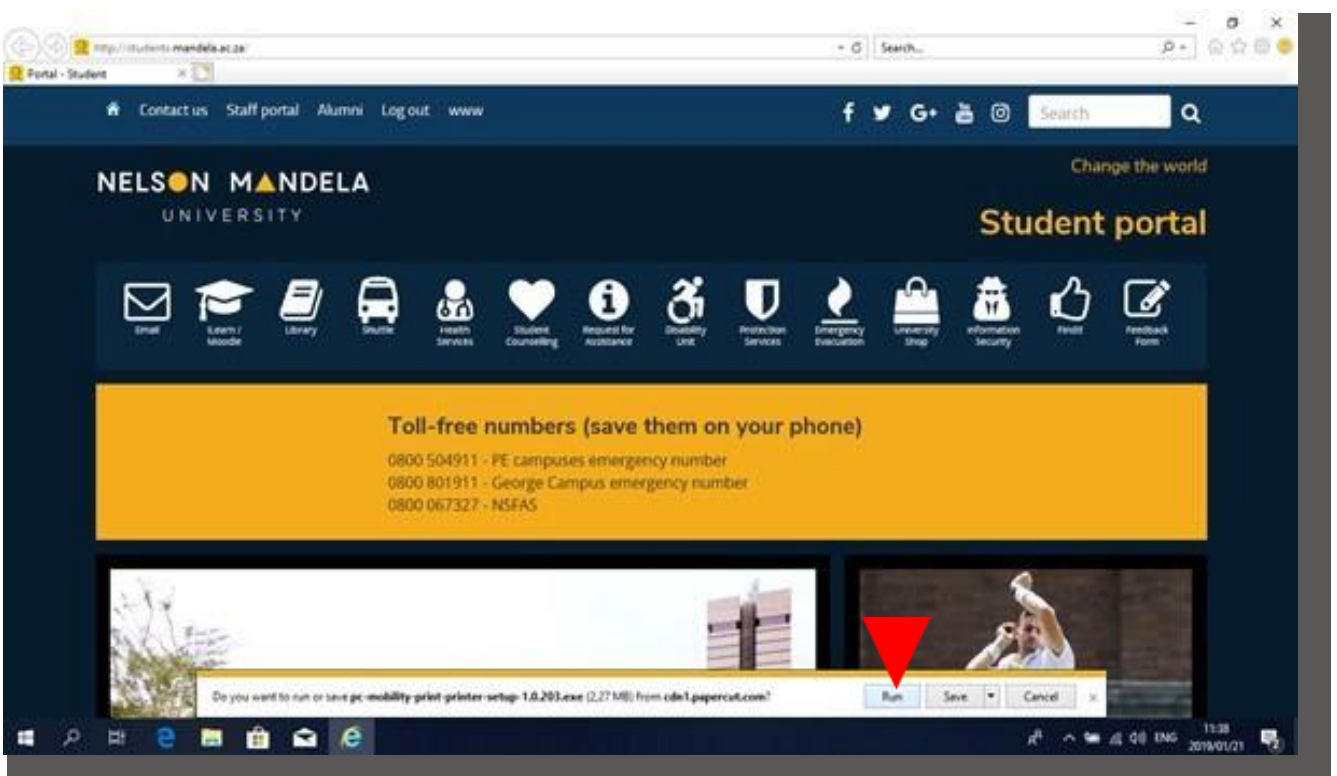 http://students.mandela.ac.za/
Search...
Portal - Student
Contact us Staff portal Alumni Log out www
Search
NELSON MANDELA
UNIVERSITY
Change the world
Student portal
Email
Learn / Moodle
Library
Shuttle
Health Services
Student Counselling
Request for Assistance
Disability Unit
Protection Services
Emergency Evacuation
University Shop
Information Security
Findit
Feedback Form
Toll-free numbers (save them on your phone)
0800 504911 - PE campuses emergency number
0800 801911 - George Campus emergency number
0800 067327 - NSFAS
Do you want to run or save pc-mobility-print-printer-setup-1.0.203.exe (2,27 MB) from cdn1.papercut.com?
Run Save Cancel
ENG
11:38
2019/01/21